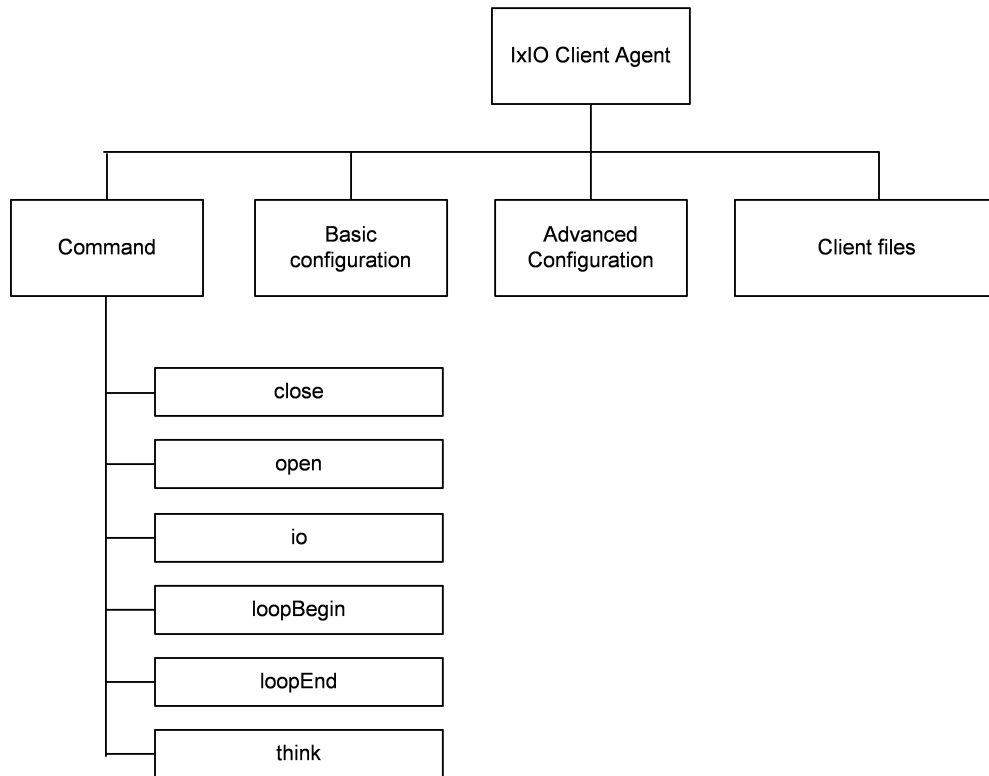 IxIO Client Agent
Command
Basic
configuration
Advanced
Configuration
Client files
close
open
io
loopBegin
loopEnd
think